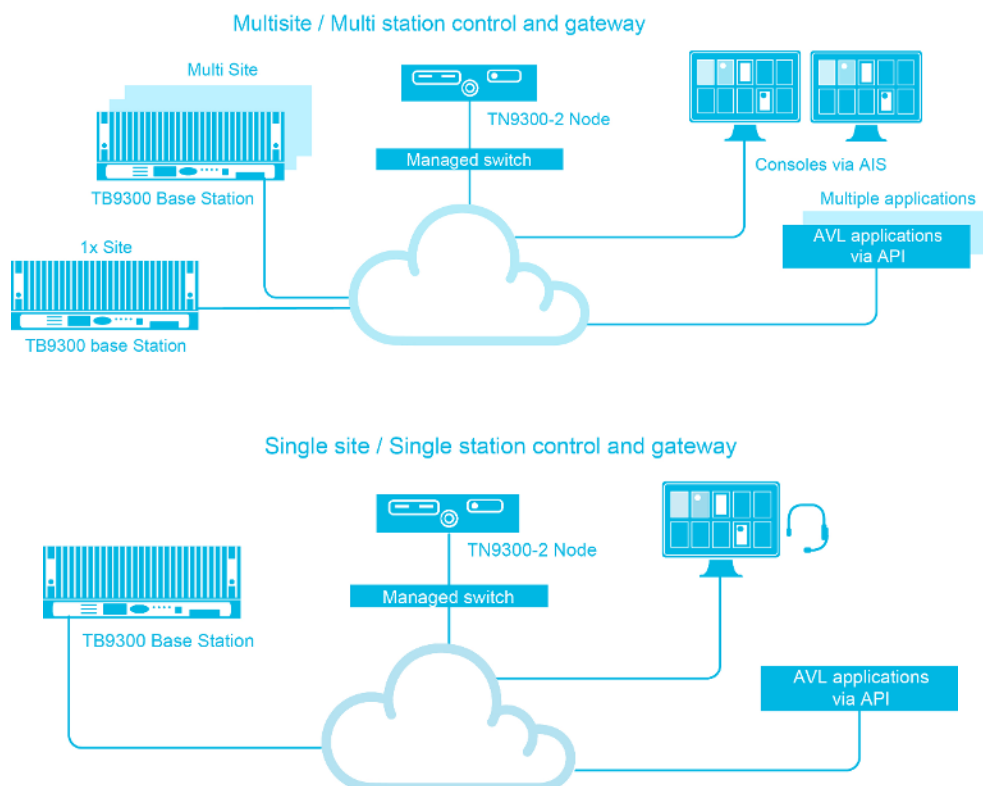 Multisite / Multi station control and gateway
Multi Site
TB9300 Base Station
1x Site
TB9300 base Station
TN9300-2 Node
Managed switch
Consoles via AIS
Multiple applications
AVL applications
via API
Single site / Single station control and gateway
TB9300 Base Station
TN9300-2 Node
Managed switch
AVL applications
via API